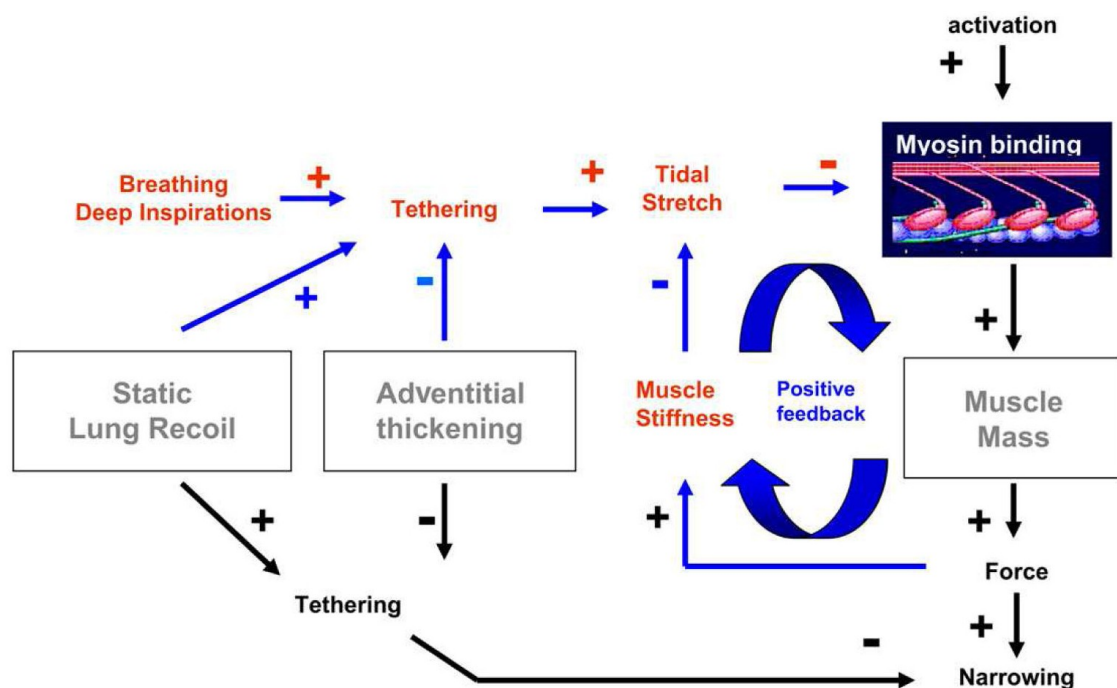 activation
+
Myosin binding
Breathing
Deep Inspirations
+
Tethering
+
Tidal
Stretch
-
+
-
-
+
Static
Lung Recoil
Adventitial
thickening
Muscle
Stiffness
Positive
feedback
Muscle
Mass
+
-
+
+
Tethering
Force
-
+
Narrowing